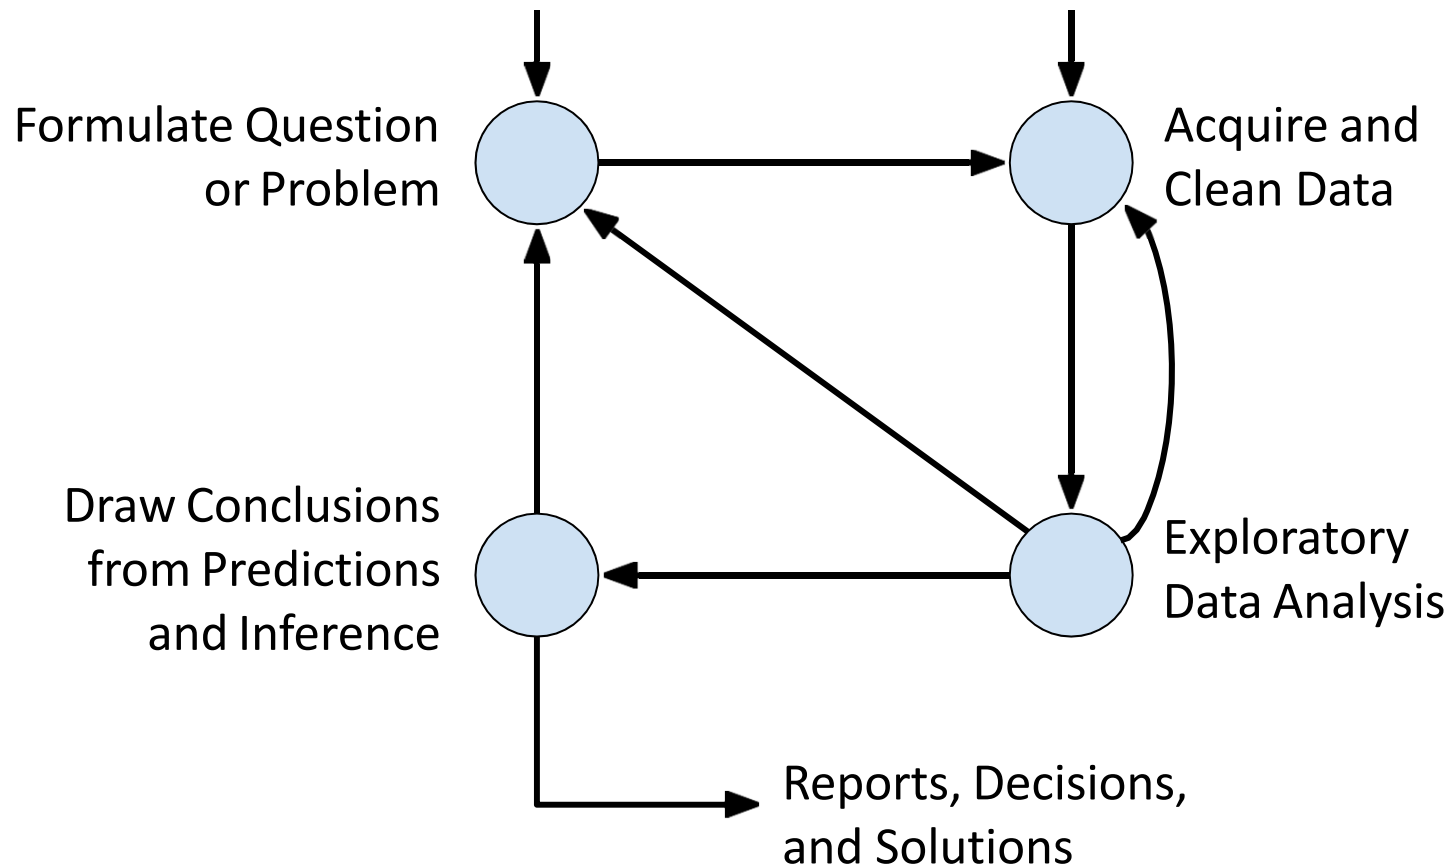 Formulate Question
or Problem
Acquire and
Clean Data
Draw Conclusions
from Predictions
and Inference
Exploratory
Data Analysis
Reports, Decisions,
and Solutions